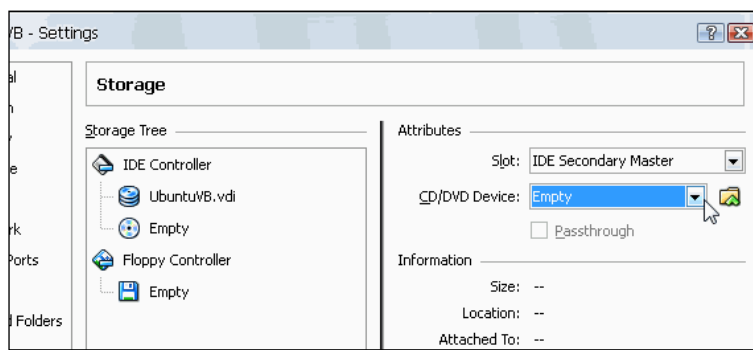 /B - Settings
Storage
Storage Tree
IDE Controller
UbuntuVB.vdi
Empty
Floppy Controller
Empty
Attributes
Slot: IDE Secondary Master
CD/DVD Device: Empty
Passthrough
Information
Size: --
Location: --
Attached To: --
Ports
Folders